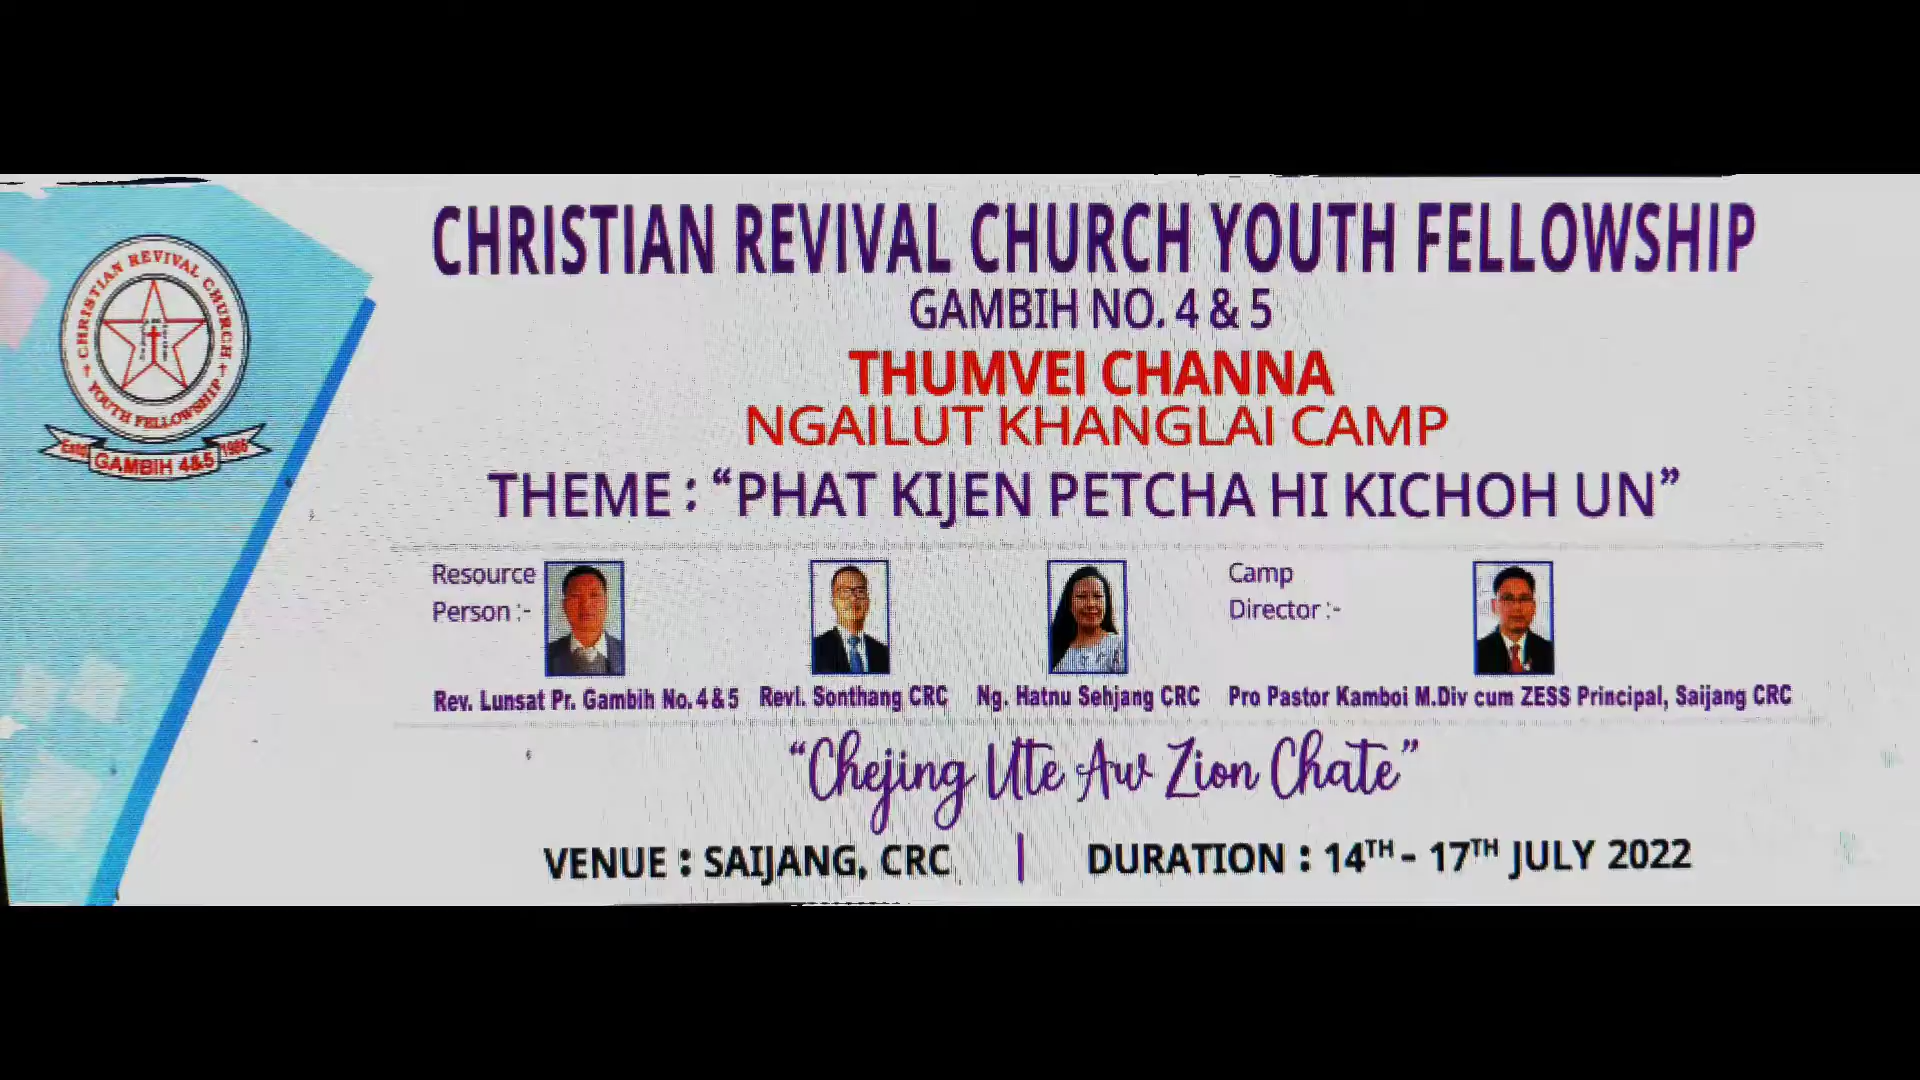 CHRISTIAN REVIVAL CHURCH YOUTH FELLOWSHIP
GAMBIH NO. 4 & 5
THUMVEI CHANNA
NGAILUT KHANGLAI CAMP
THEME : “PHAT KIJEN PETCHA HI KICHOH UN”
CHRISTIAN REVIVAL CHURCH
YOUTH FELLOWSHIP
Estd 1986
GAMBIH 4&5
Resource
Person :-
Camp
Director :-
Rev. Lunsat Pr. Gambih No. 4 & 5 Revl. Sonthang CRC Ng. Hatnu Sehjang CRC Pro Pastor Kamboi M.Div cum ZESS Principal, Saijang CRC
“Chejing Ute Aw Zion Chate”
VENUE : SAIJANG, CRC | DURATION : 14TH - 17TH JULY 2022